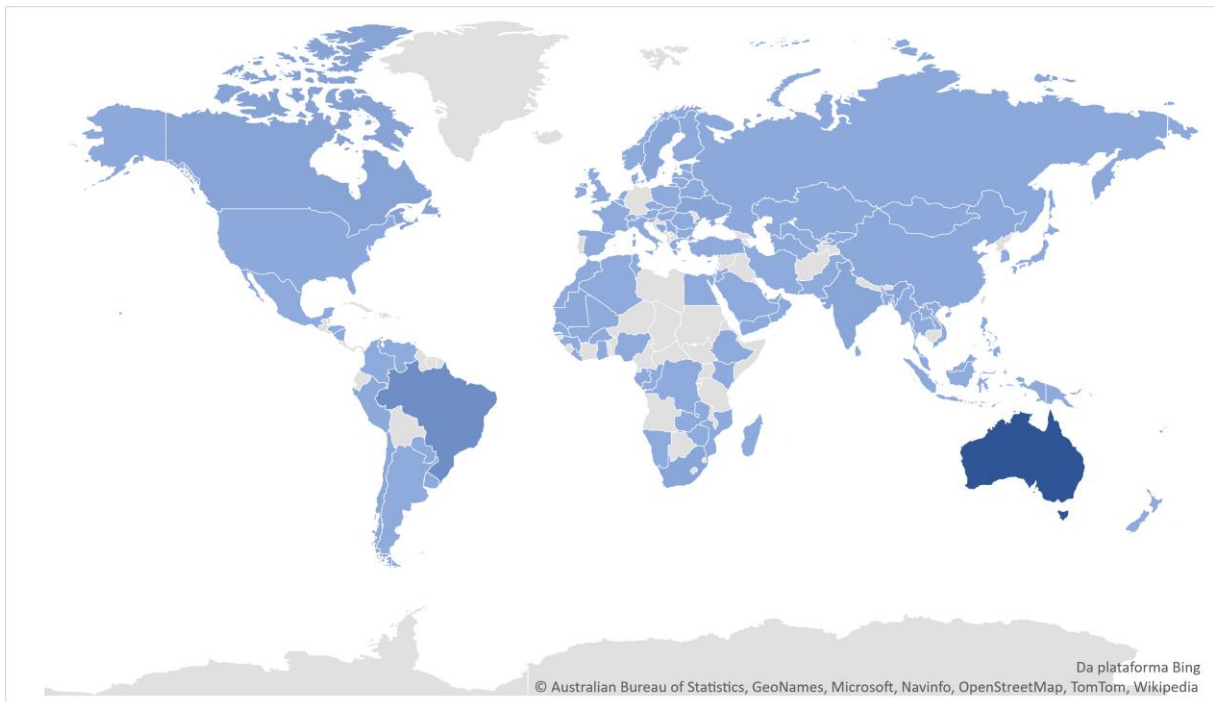 Da plataforma Bing
© Australian Bureau of Statistics, GeoNames, Microsoft, Navinfo, OpenStreetMap, TomTom, Wikipedia